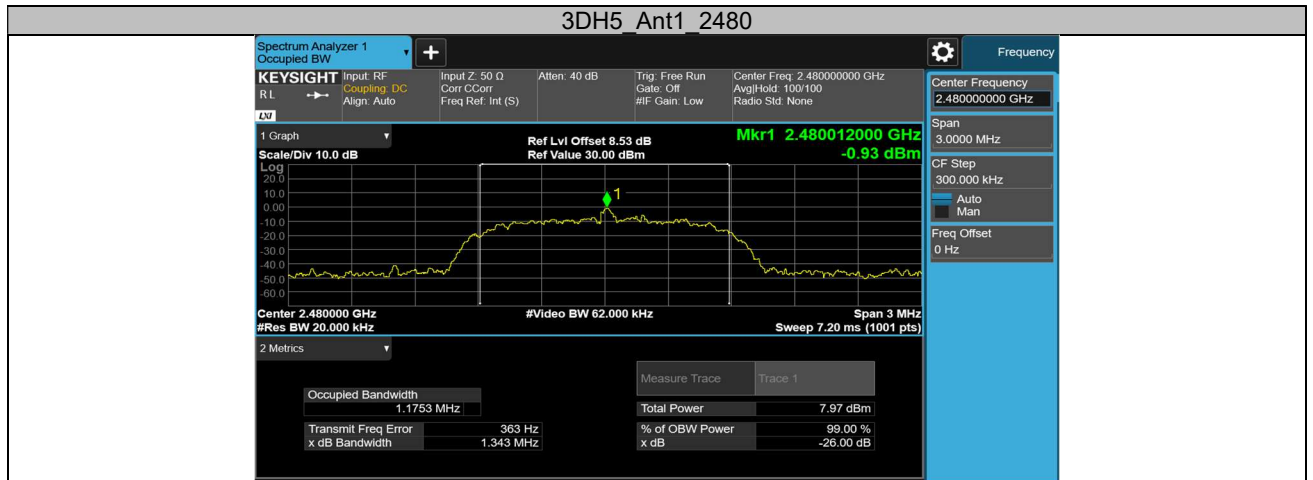 3DH5_Ant1_2480
Spectrum Analyzer 1
Occupied BW
+
Frequency
KEYSIGHT Input: RF Input Z: 50 Ω Atten: 40 dB Trig: Free Run Center Freq: 2.480000000 GHz
RL Coupling: DC Corr CCorr Gate: Off Avg|Hold: 100/100
Align: Auto Freq Ref: Int (S) #IF Gain: Low Radio Std: None
LXI
Center Frequency
2.480000000 GHz
Span
3.0000 MHz
CF Step
300.000 kHz
Auto
Man
Freq Offset
0 Hz
1 Graph Ref Lvl Offset 8.53 dB Mkr1 2.480012000 GHz
Scale/Div 10.0 dB Ref Value 30.00 dBm -0.93 dBm
Log
20.0
10.0
0.00
-10.0
-20.0
-30.0
-40.0
-50.0
-60.0
1
Center 2.480000 GHz #Video BW 62.000 kHz Span 3 MHz
#Res BW 20.000 kHz Sweep 7.20 ms (1001 pts)
2 Metrics
Measure Trace Trace 1
Occupied Bandwidth
1.1753 MHz Total Power 7.97 dBm
Transmit Freq Error 363 Hz % of OBW Power 99.00 %
x dB Bandwidth 1.343 MHz x dB -26.00 dB